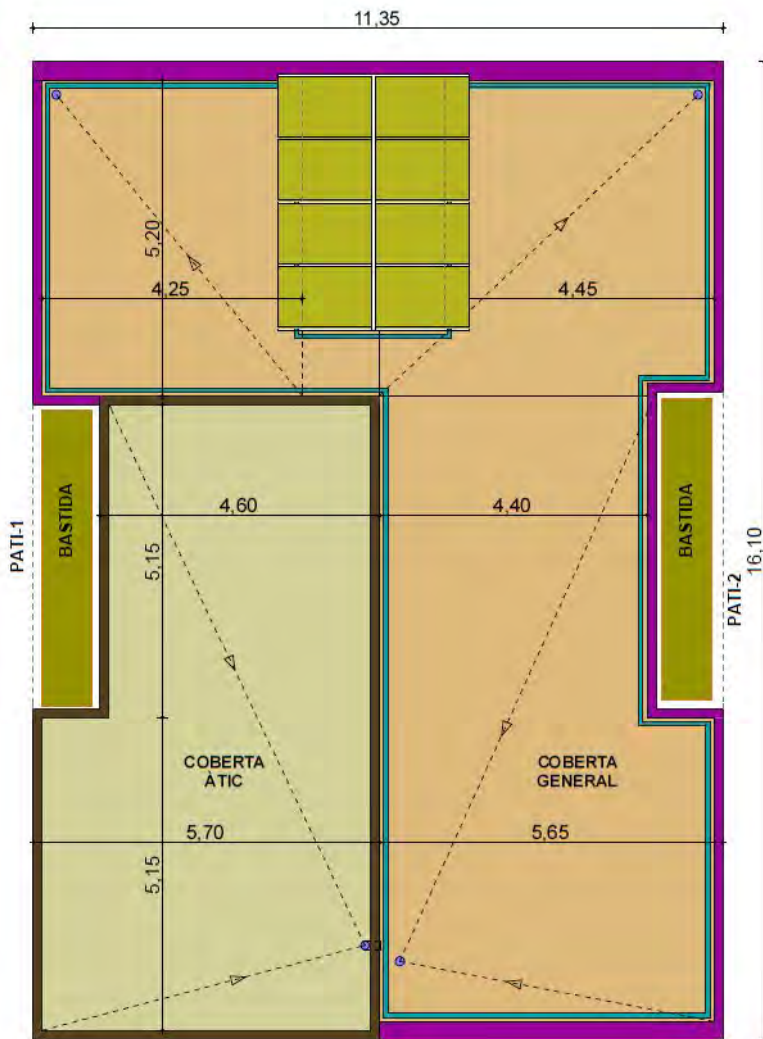 11,35
5,20
4,25
4,45
PATI-1
BASTIDA
4,60
4,40
BASTIDA
PATI-2
16,10
5,15
COBERTA
ÀTIC
COBERTA
GENERAL
5,70
5,65
5,15